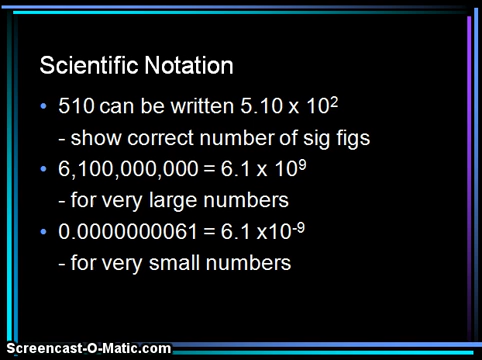 Scientific Notation
• 510 can be written 5.10 x 10²
- show correct number of sig figs
• 6,100,000,000 = 6.1 x 10⁹
- for very large numbers
• 0.0000000061 = 6.1 x10⁻⁹
- for very small numbers
Screencast-O-Matic.com